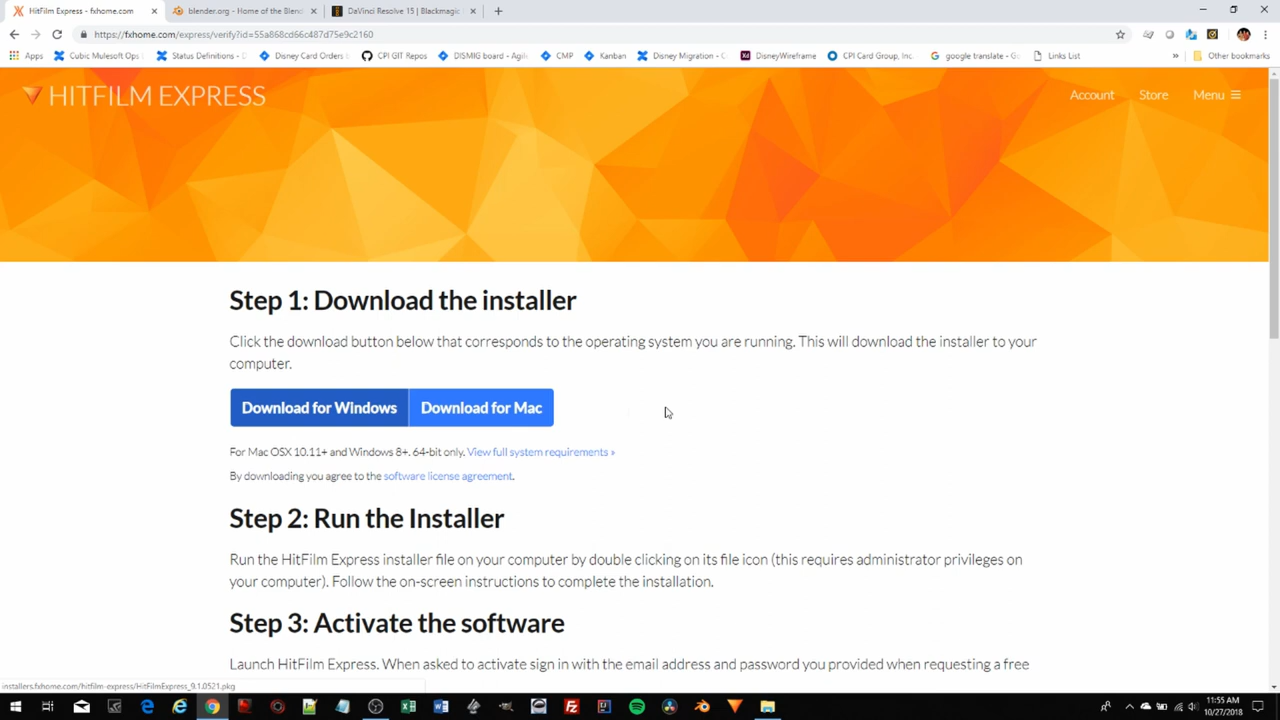 HitFilm Express - fxhome.com
blender.org - Home of the Blend
DaVinci Resolve 15 | Blackmagic
https://fxhome.com/express/verify?id=55a868cd66c487d75e9c2160
Apps
Cubic Mulesoft Ops
Status Definitions -
Disney Card Orders
CPI GIT Repos
DISMIG board - Agile
CMP
Kanban
Disney Migration -
DisneyWireframe
CPI Card Group, Inc.
google translate - Go
Links List
»
Other bookmarks
HITFILM EXPRESS
Account
Store
Menu
Step 1: Download the installer
Click the download button below that corresponds to the operating system you are running. This will download the installer to your
computer.
Download for Windows
Download for Mac
For Mac OSX 10.11+ and Windows 8+. 64-bit only. View full system requirements »
By downloading you agree to the software license agreement.
Step 2: Run the Installer
Run the HitFilm Express installer file on your computer by double clicking on its file icon (this requires administrator privileges on
your computer). Follow the on-screen instructions to complete the installation.
Step 3: Activate the software
Launch HitFilm Express. When asked to activate sign in with the email address and password you provided when requesting a free
installers.fxhome.com/hitfilm-express/HitFilmExpress_9.1.0521.pkg
11:55 AM
10/27/2018